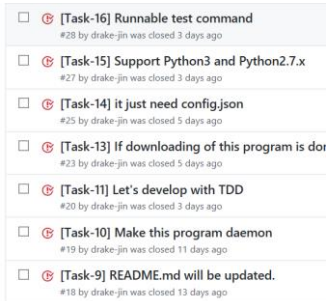 [Task-16] Runnable test command
#28 by drake-jin was closed 3 days ago
[Task-15] Support Python3 and Python2.7.x
#27 by drake-jin was closed 3 days ago
[Task-14] it just need config.json
#25 by drake-jin was closed 5 days ago
[Task-13] If downloading of this program is dor
#23 by drake-jin was closed 5 days ago
[Task-11] Let's develop with TDD
#20 by drake-jin was closed 3 days ago
[Task-10] Make this program daemon
#19 by drake-jin was closed 11 days ago
[Task-9] README.md will be updated.
#18 by drake-jin was closed 13 days ago